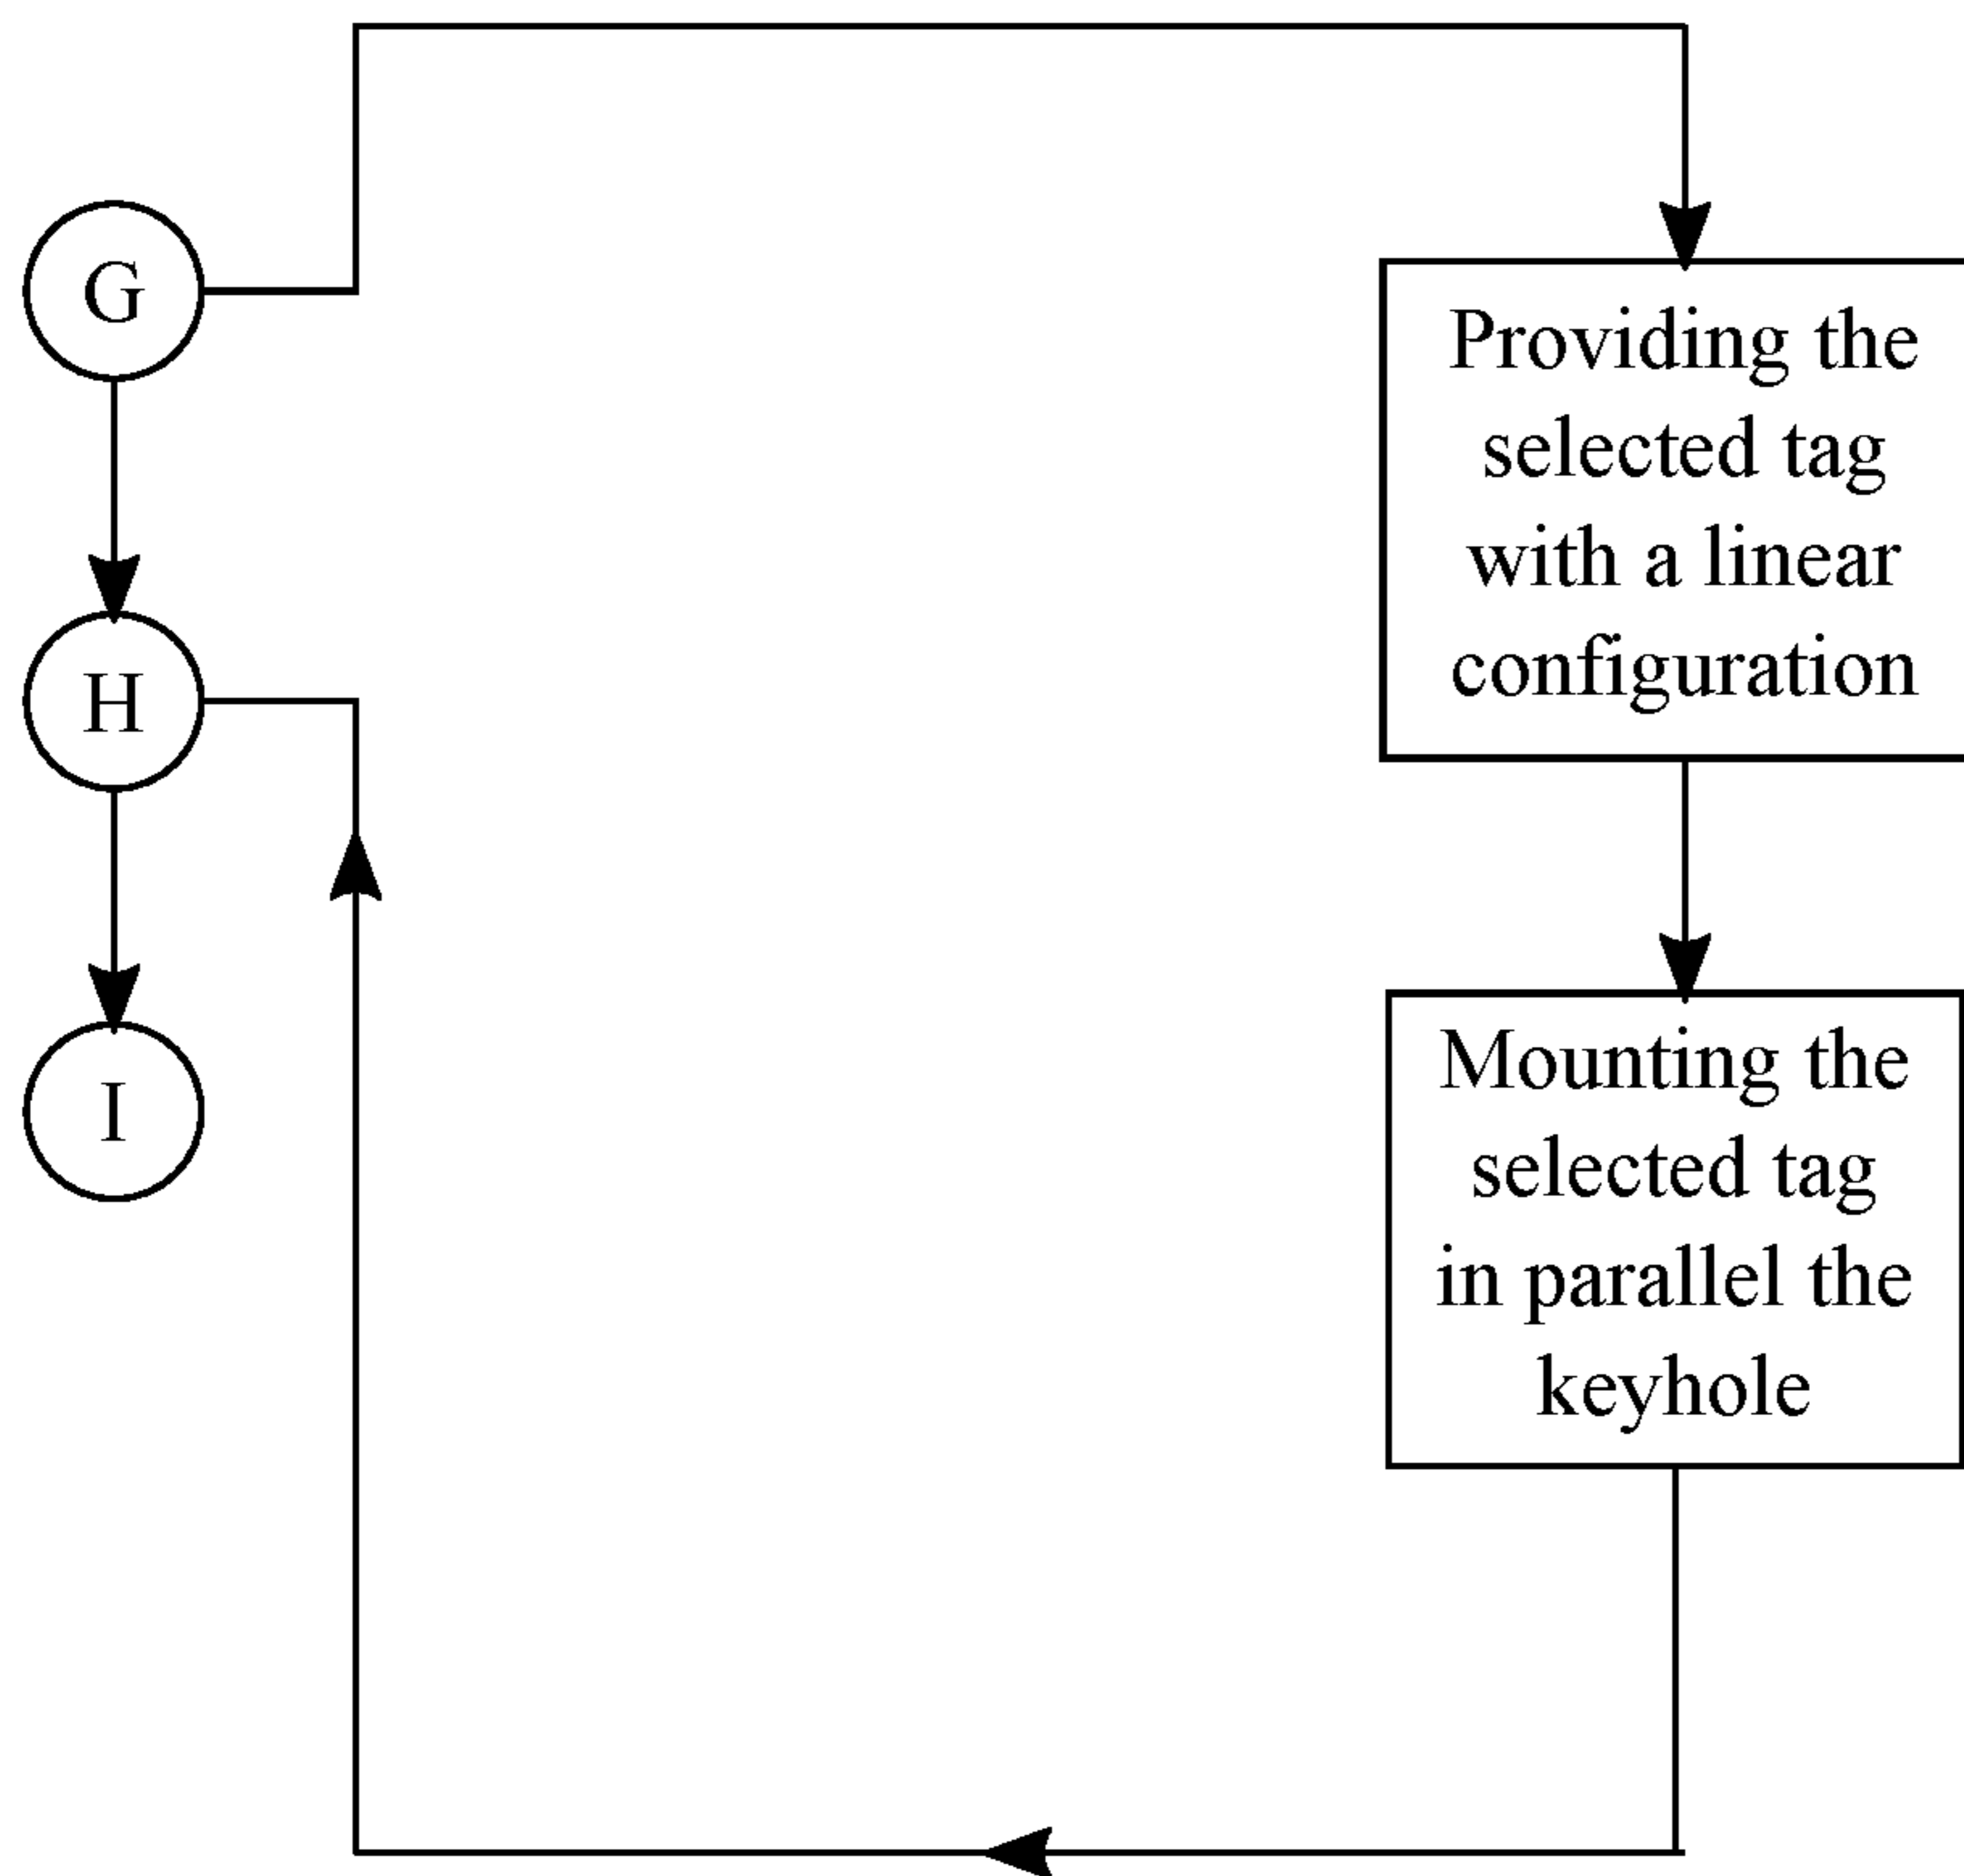 G
H
I
Providing the
selected tag
with a linear
configuration
Mounting the
selected tag
in parallel the
keyhole